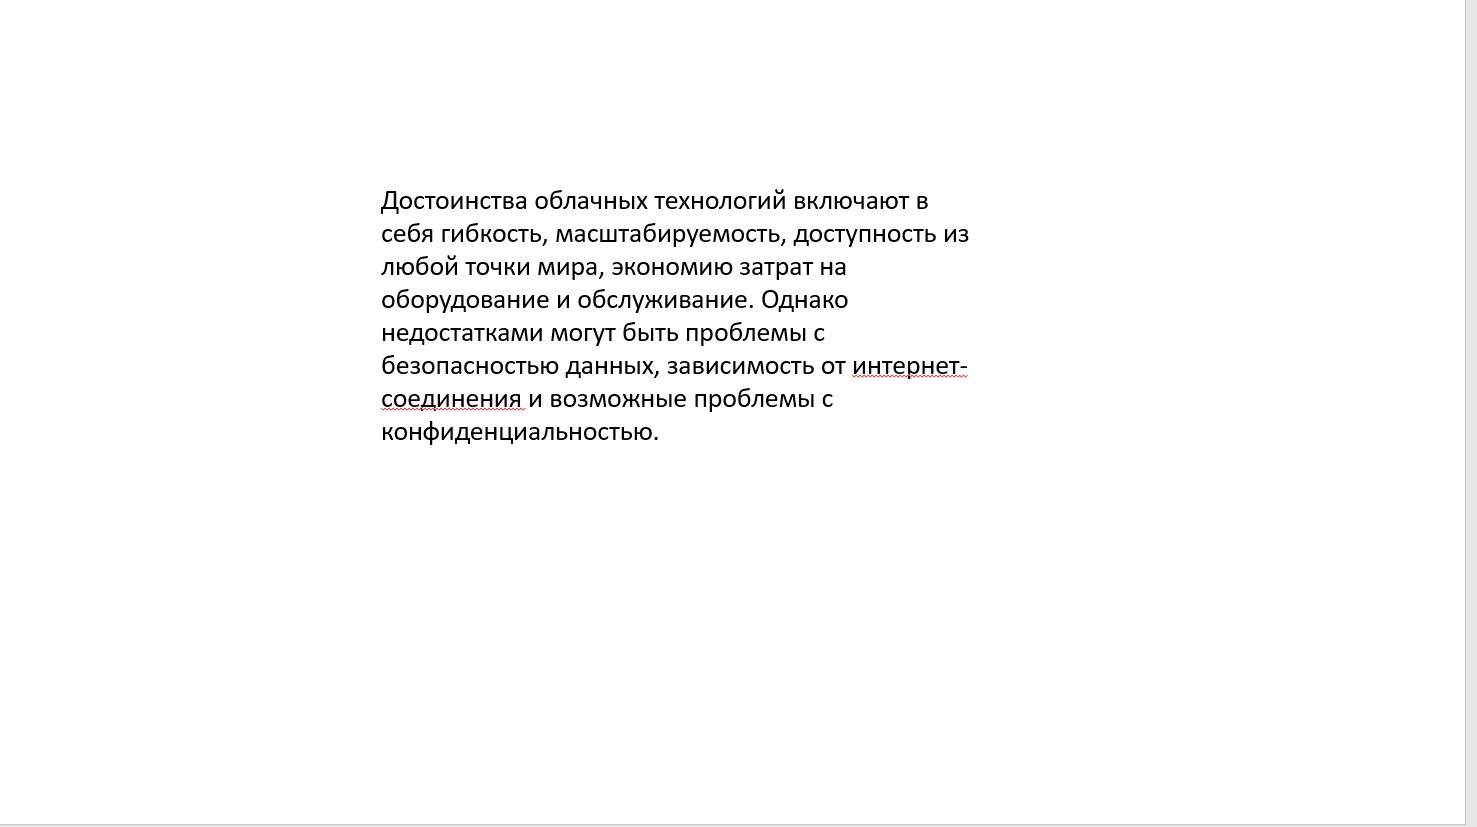 Достоинства облачных технологий включают в
себя гибкость, масштабируемость, доступность из
любой точки мира, экономию затрат на
оборудование и обслуживание. Однако
недостатками могут быть проблемы с
безопасностью данных, зависимость от интернет-
соединения и возможные проблемы с
конфиденциальностью.